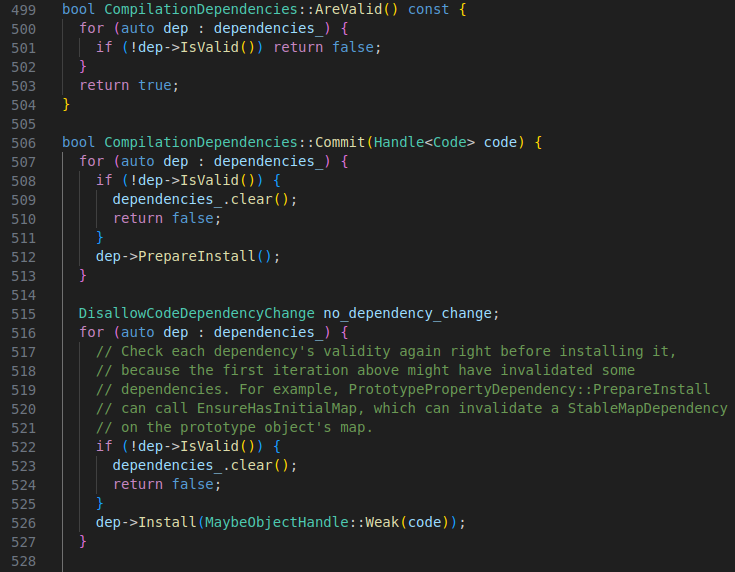 499 bool CompilationDependencies::AreValid() const {
500   for (auto dep : dependencies_) {
501     if (!dep->IsValid()) return false;
502   }
503   return true;
504 }
505
506 bool CompilationDependencies::Commit(Handle<Code> code) {
507   for (auto dep : dependencies_) {
508     if (!dep->IsValid()) {
509       dependencies_.clear();
510       return false;
511     }
512     dep->PrepareInstall();
513   }
514
515   DisallowCodeDependencyChange no_dependency_change;
516   for (auto dep : dependencies_) {
517     // Check each dependency's validity again right before installing it,
518     // because the first iteration above might have invalidated some
519     // dependencies. For example, PrototypePropertyDependency::PrepareInstall
520     // can call EnsureHasInitialMap, which can invalidate a StableMapDependency
521     // on the prototype object's map.
522     if (!dep->IsValid()) {
523       dependencies_.clear();
524       return false;
525     }
526     dep->Install(MaybeObjectHandle::Weak(code));
527   }
528